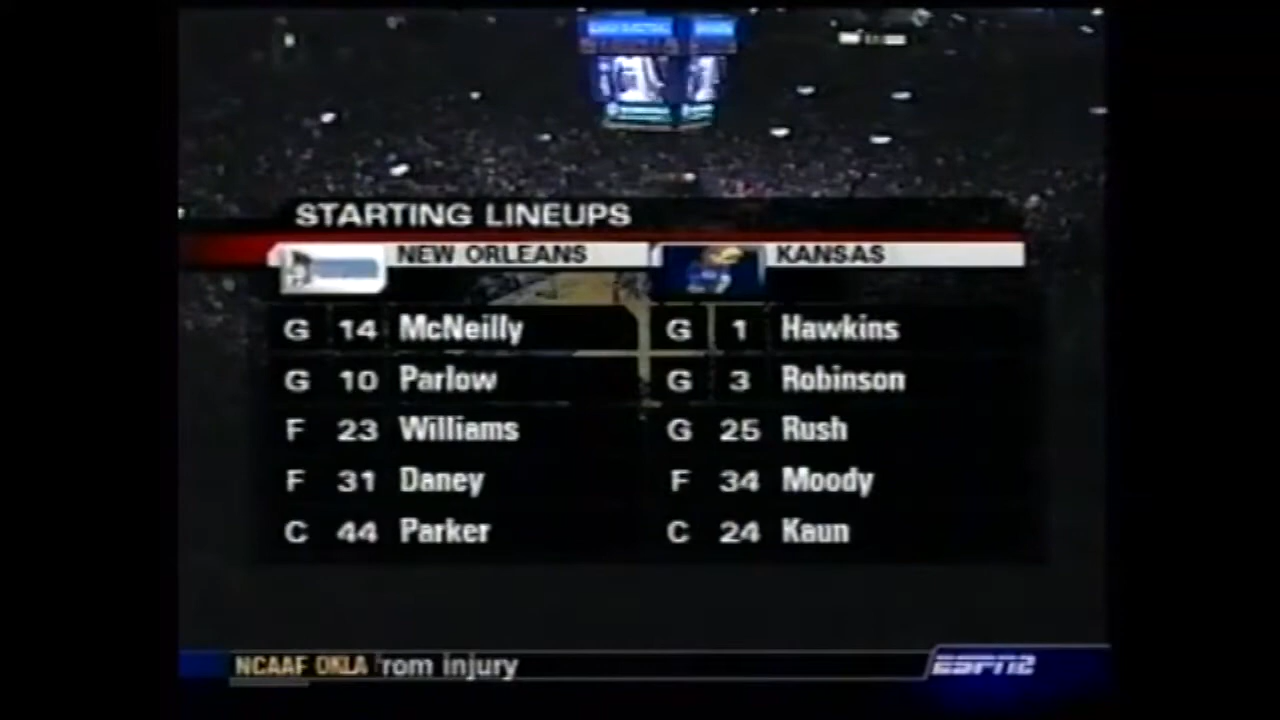 STARTING LINEUPS
NEW ORLEANS KANSAS
G 14 McNeilly G 1 Hawkins
G 10 Parlow G 3 Robinson
F 23 Williams G 25 Rush
F 31 Daney F 34 Moody
C 44 Parker C 24 Kaun
NCAAF OKLA rom injury ESPN2